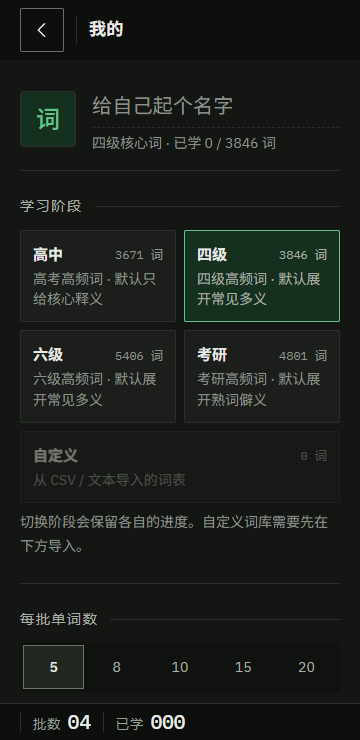 我的
词
给自己起个名字
四级核心词 · 已学 0 / 3846 词
学习阶段
高中 3671 词
高考高频词 · 默认只
给核心释义
四级 3846 词
四级高频词 · 默认展
开常见多义
六级 5406 词
六级高频词 · 默认展
开常见多义
考研 4801 词
考研高频词 · 默认展
开熟词僻义
自定义 0 词
从 CSV / 文本导入的词表
切换阶段会保留各自的进度。自定义词库需要先在
下方导入。
每批单词数
5 8 10 15 20
批数 04 已学 000